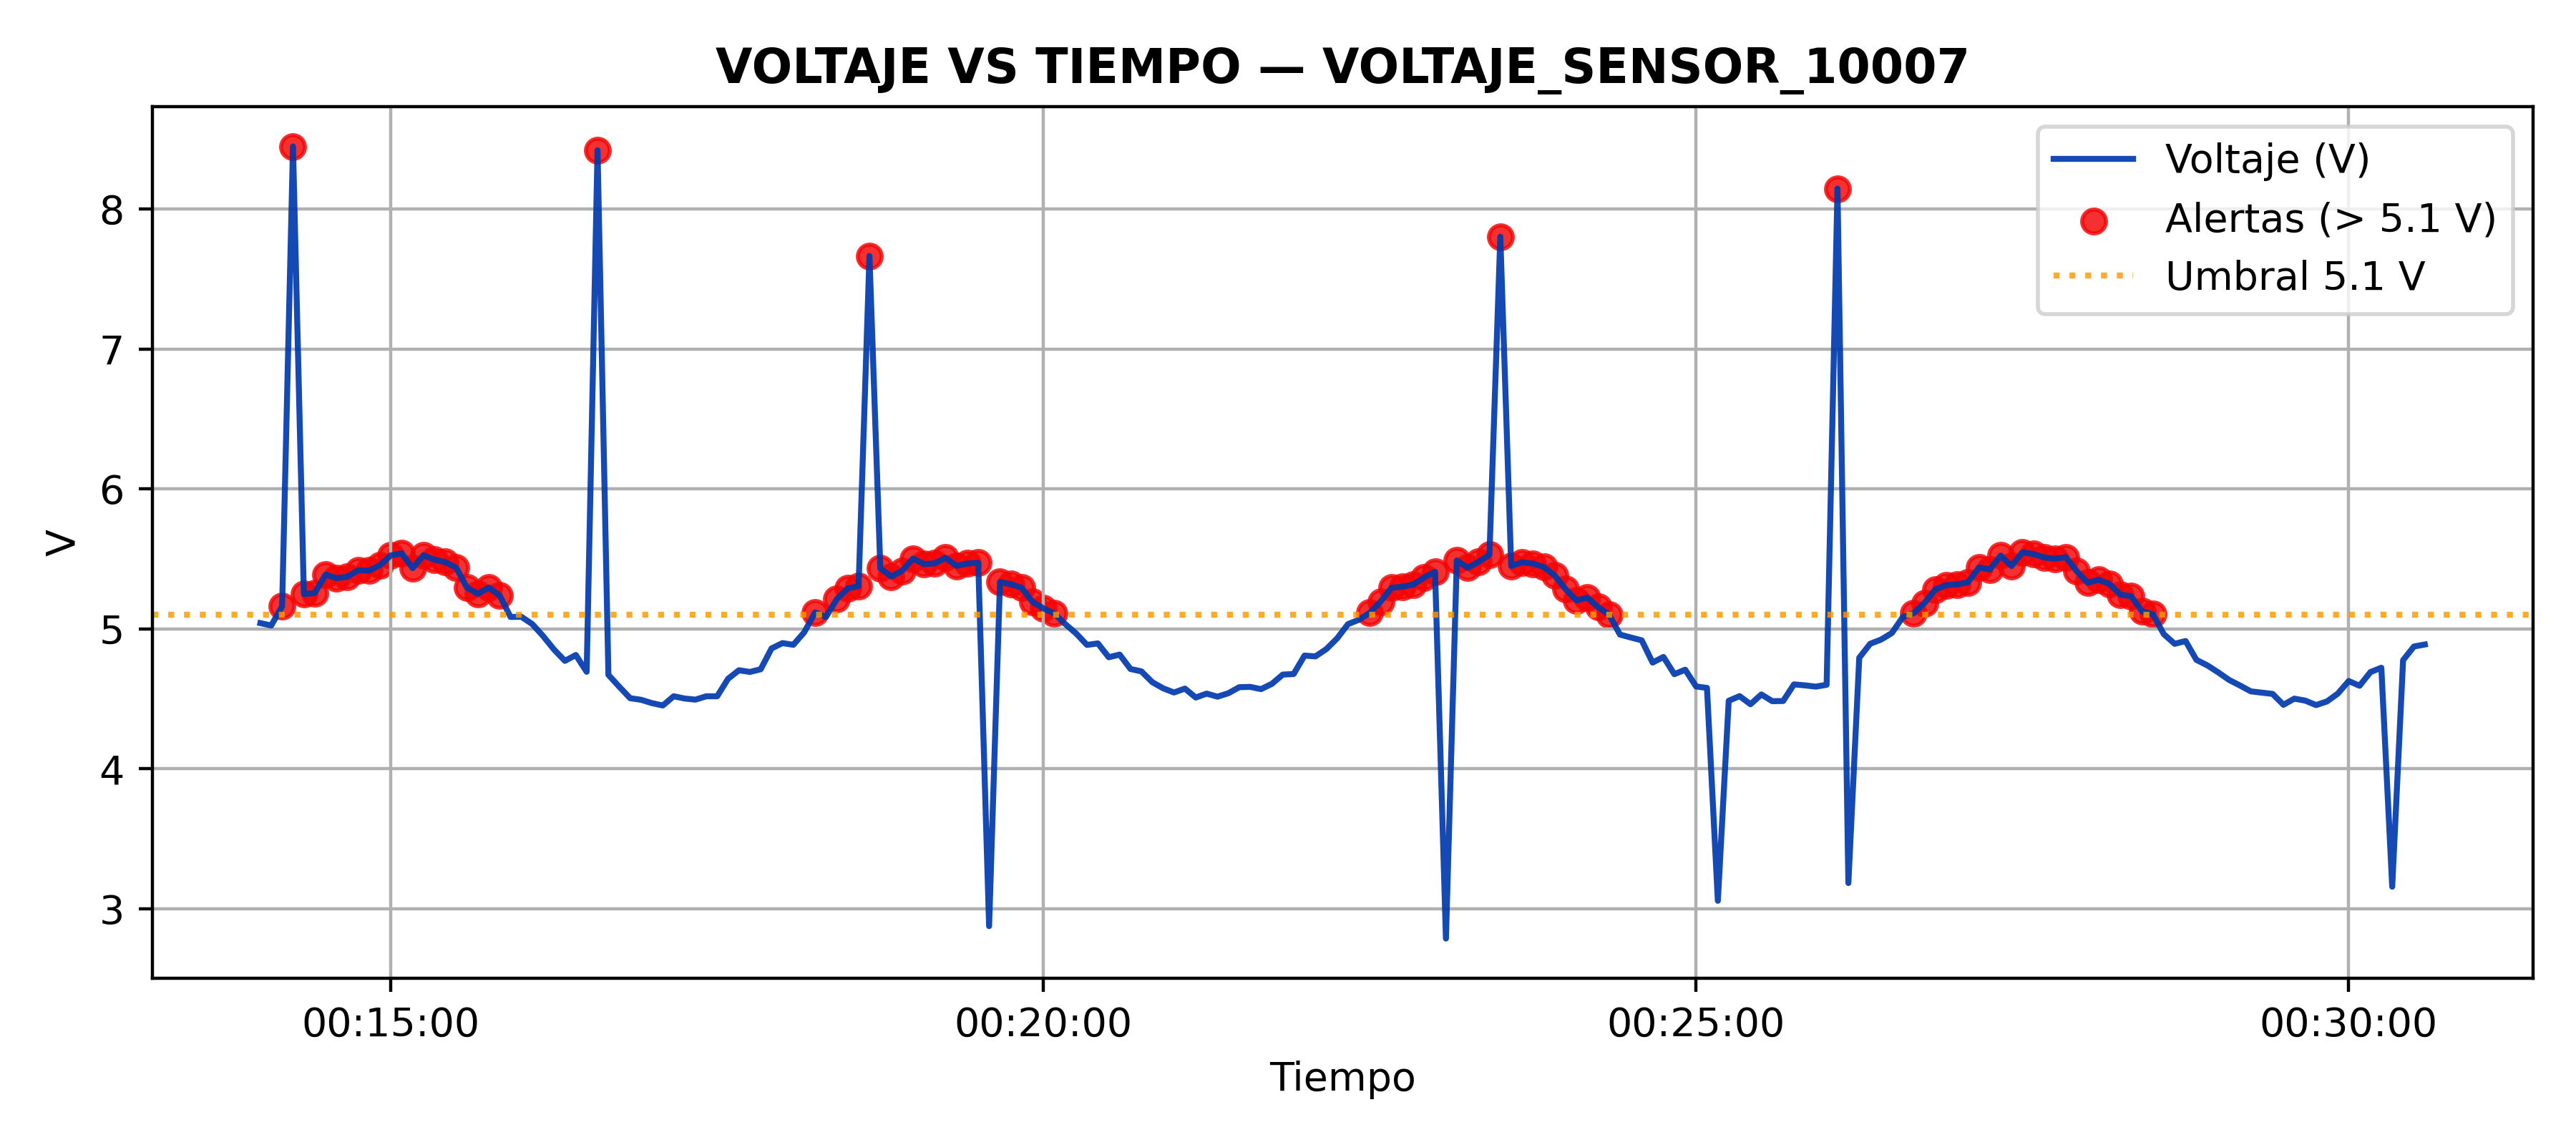 VOLTAJE VS TIEMPO — VOLTAJE_SENSOR_10007
Voltaje (V)
Alertas (> 5.1 V)
Umbral 5.1 V
V
8
7
6
5
4
3
00:15:00
00:20:00
00:25:00
00:30:00
Tiempo